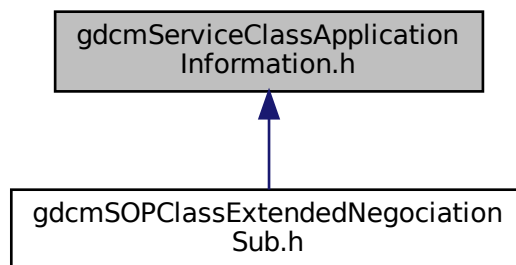 gdcmServiceClassApplication
Information.h
gdcmSOPClassExtendedNegociation
Sub.h